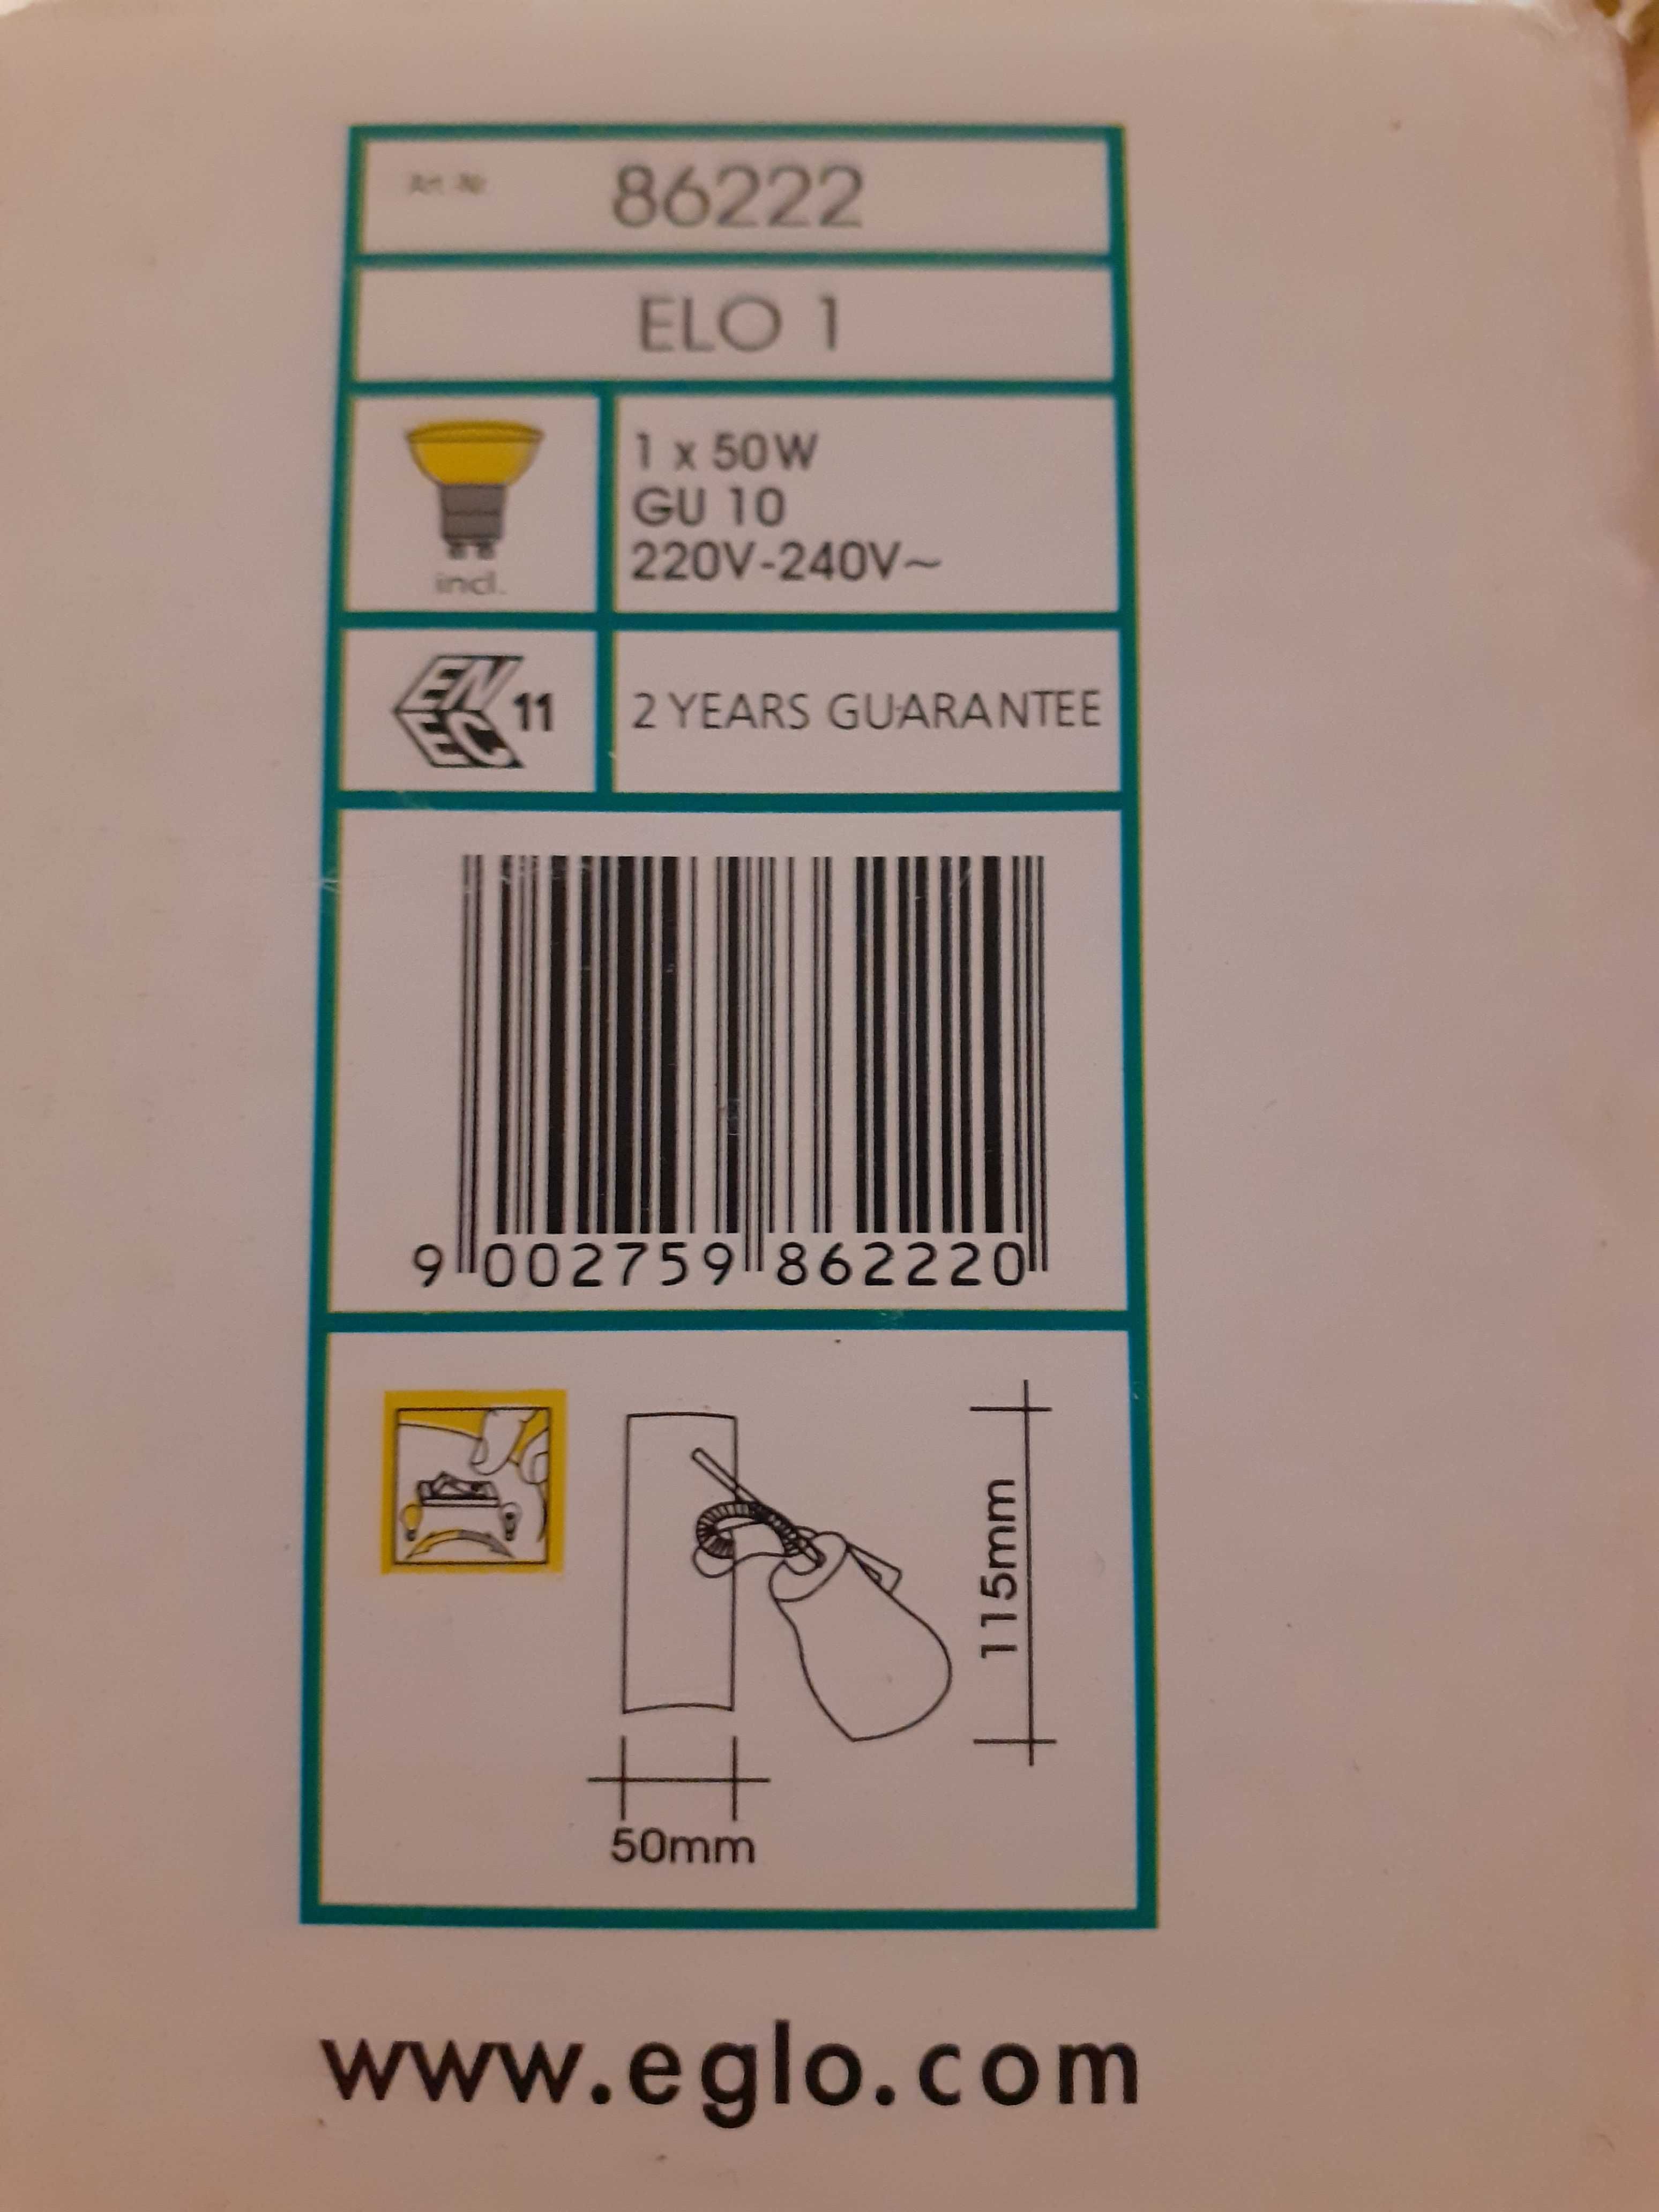 Art.-Nr.
86222
ELO 1
1 x 50W
GU 10
220V-240V~
incl.
EN
EC 11
2 YEARS GUARANTEE
9 002759 862220
115mm
50mm
www.eglo.com